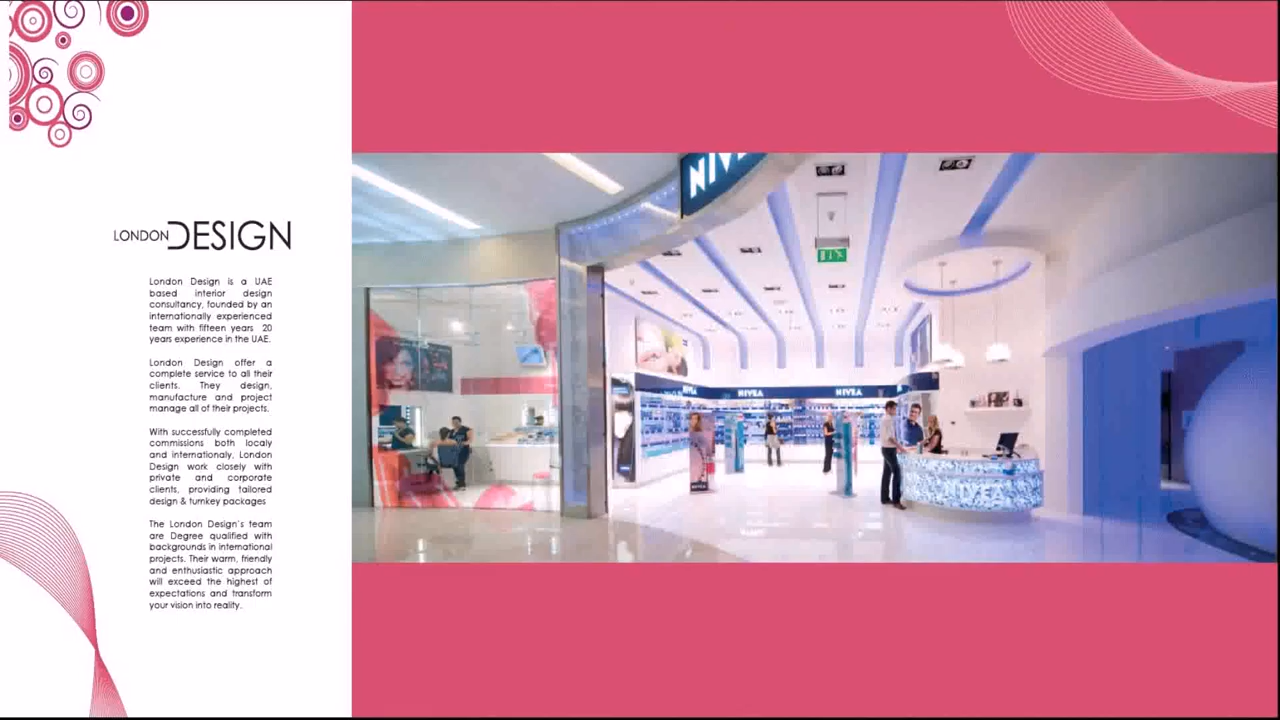 LONDON DESIGN
London Design is a UAE
based interior design
consultancy, founded by an
internationally experienced
team with fifteen years 20
years experience in the UAE.
London Design offer a
complete service to all their
clients. They design,
manufacture and project
manage all of their projects.
With successfully completed
commissions both localy
and internationaly, London
Design work closely with
private and corporate
clients, providing tailored
design & turnkey packages
The London Design's team
are Degree qualified with
backgrounds in international
projects. Their warm, friendly
and enthusiastic approach
will exceed the highest of
expectations and transform
your vision into reality.
NIVEA
NIVEA
NIVEA
NIVEA
NIVEA